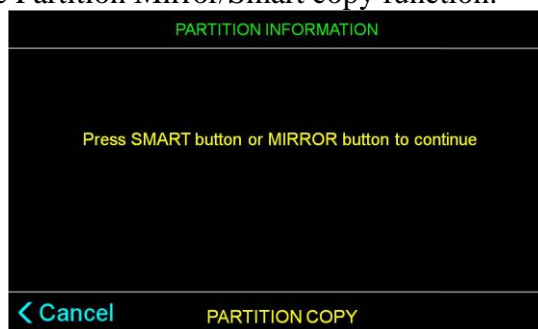 Partition Mirror/Smart copy function.
PARTITION INFORMATION
Press SMART button or MIRROR button to continue
< Cancel
PARTITION COPY